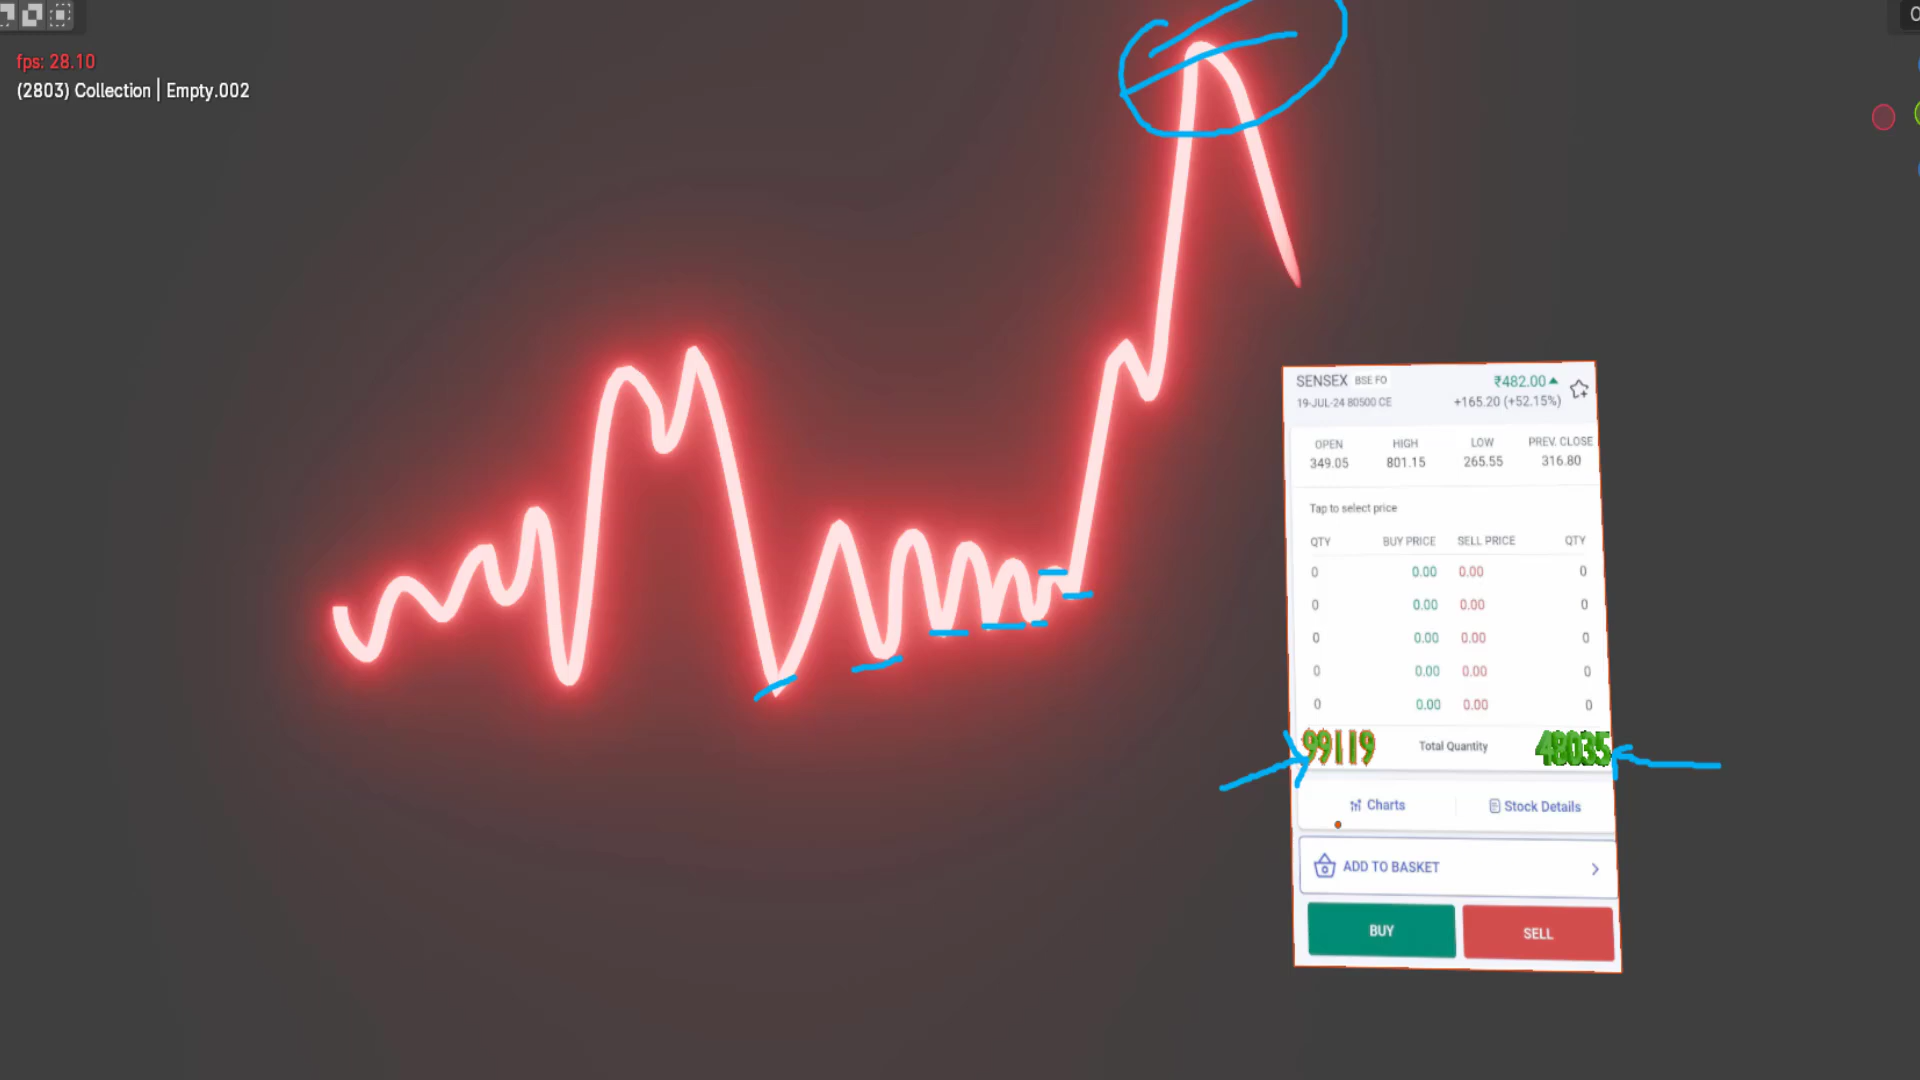 fps: 28.10
(2803) Collection | Empty.002
SENSEX BSE FO ₹482.00
19-JUL-24 80500 CE +165.20 (+52.15%)
OPEN HIGH LOW PREV. CLOSE
349.05 801.15 265.55 316.80
Tap to select price
QTY BUY PRICE SELL PRICE QTY
0 0.00 0.00 0
0 0.00 0.00 0
0 0.00 0.00 0
0 0.00 0.00 0
0 0.00 0.00 0
99119 Total Quantity 48035
Charts Stock Details
ADD TO BASKET
BUY SELL